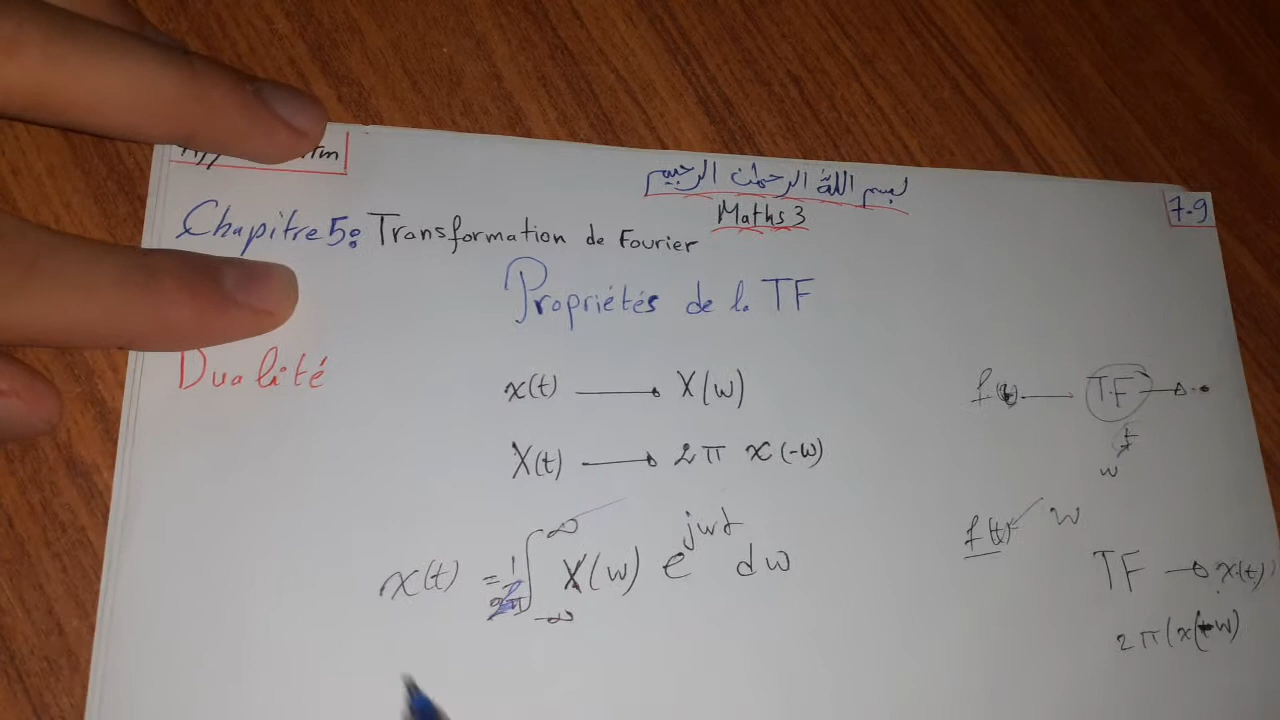 بسم الله الرحمن الرحيم
Maths 3
7-9
Chapitre 5: Transformation de Fourier
Propriétés de la TF
Dualité
x(t) → X(w)
X(t) → 2π x(-w)
x(t) = 1/2π ∫_{-∞}^{∞} X(w) e^{jwt} dw
TF
t
w
f(t) w
TF → x(t)
2π(x(-w)